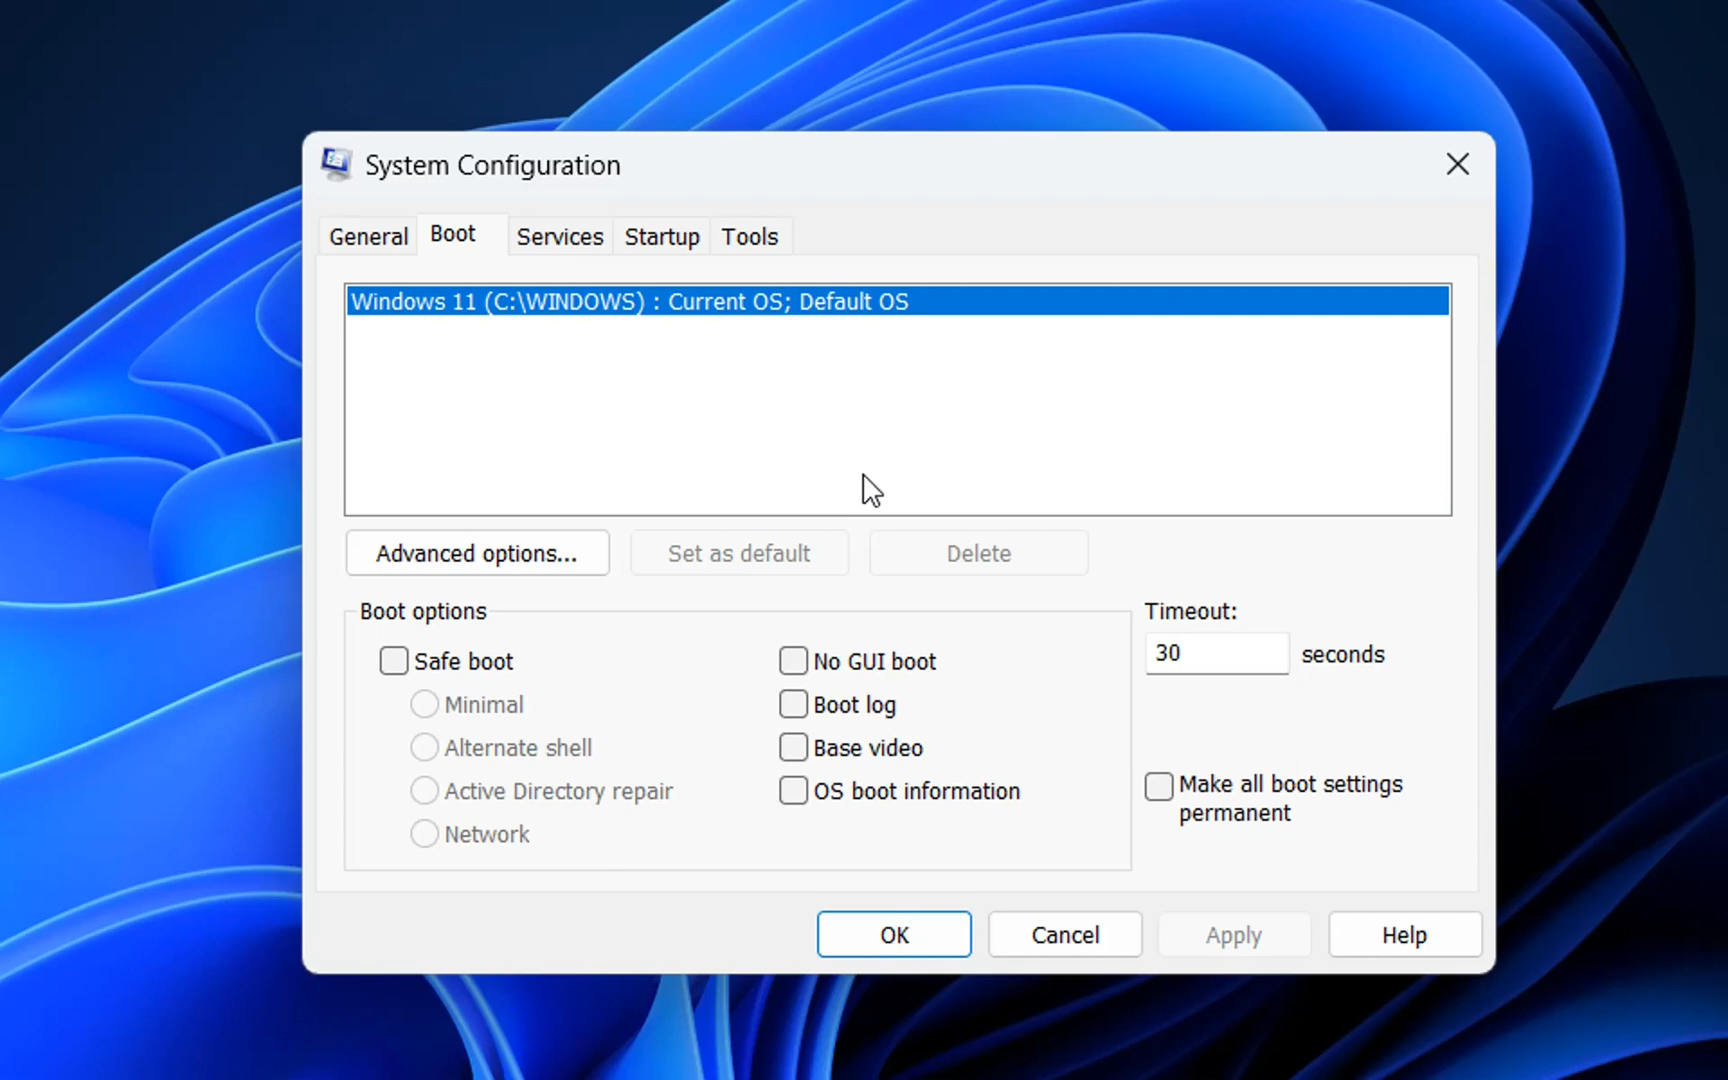 System Configuration
General Boot Services Startup Tools
Windows 11 (C:\WINDOWS) : Current OS; Default OS
Advanced options... Set as default Delete
Boot options Timeout:
Safe boot No GUI boot 30 seconds
Minimal Boot log
Alternate shell Base video
Active Directory repair OS boot information Make all boot settings
permanent
Network
OK Cancel Apply Help